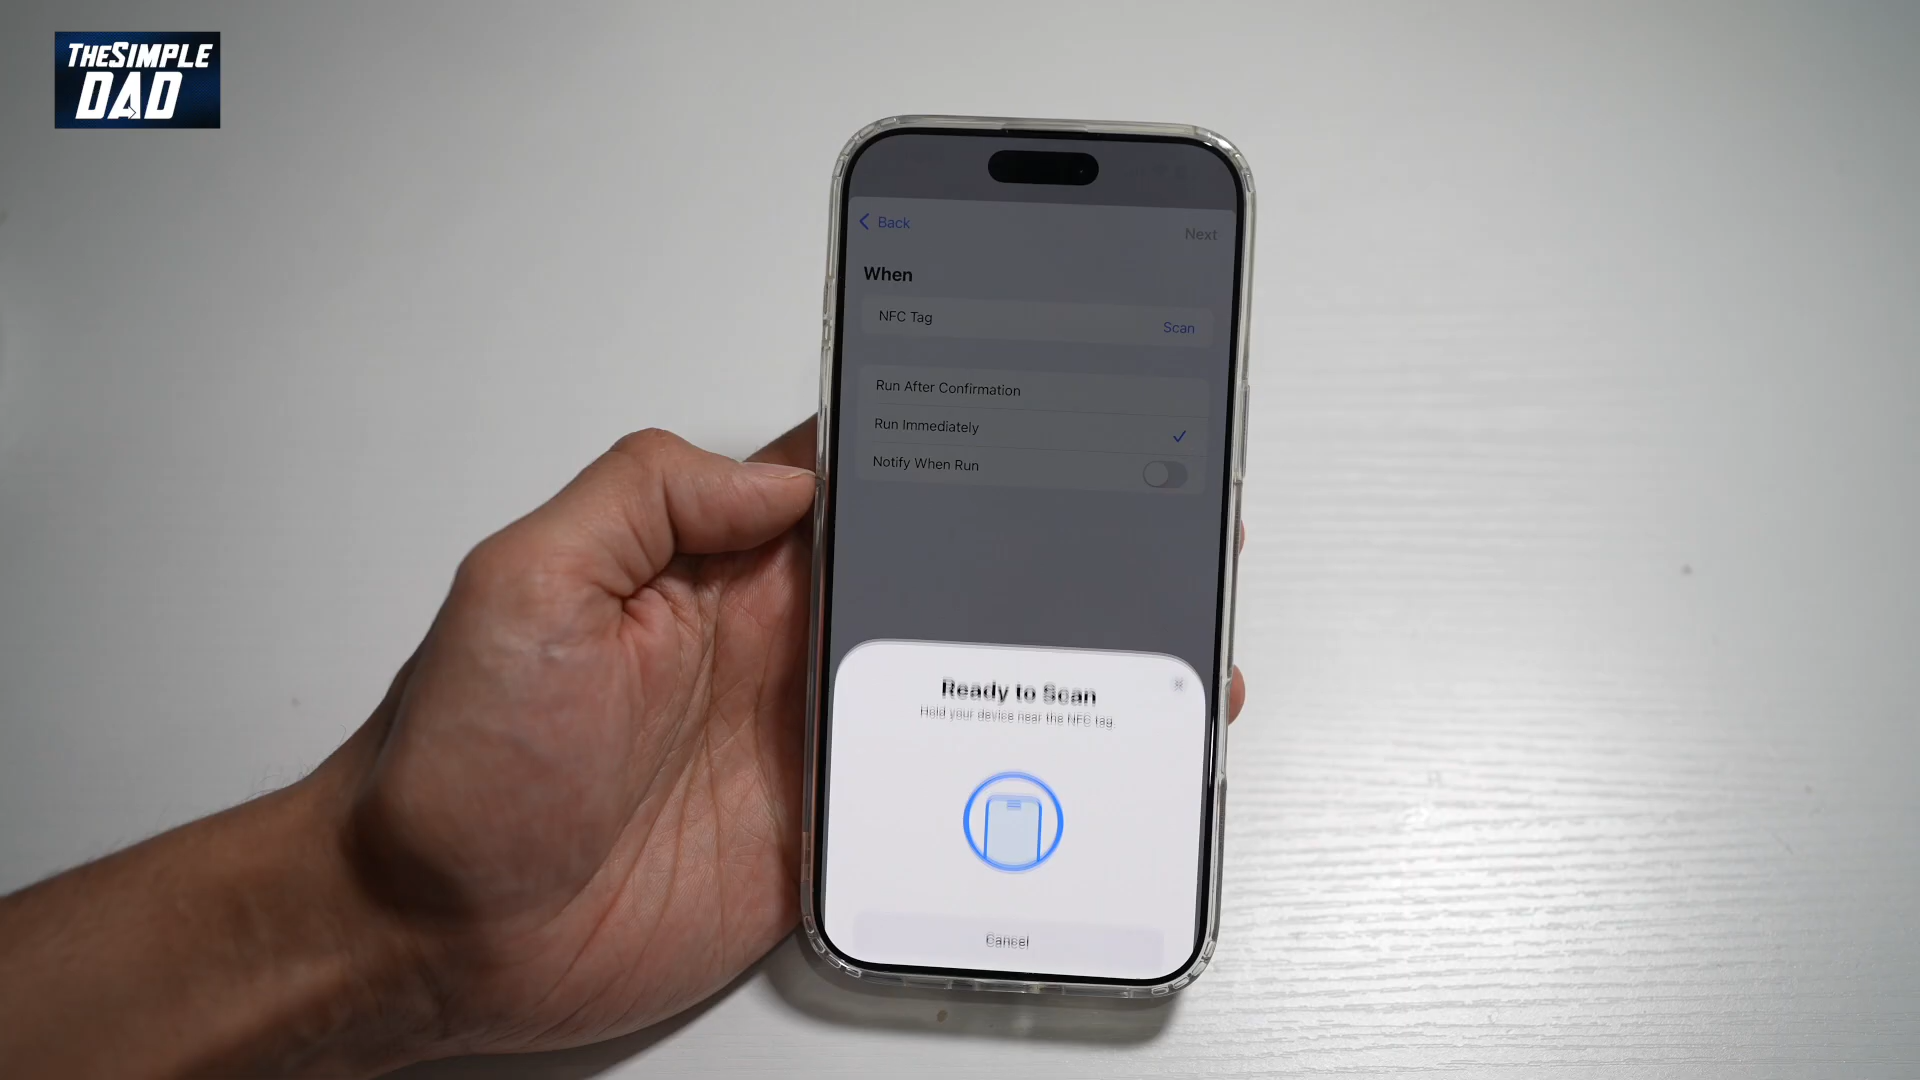 THESIMPLE
DAD
Back
Next
When
NFC Tag
Scan
Run After Confirmation
Run Immediately
Notify When Run
Ready to Scan
Hold your device near the NFC tag.
Cancel